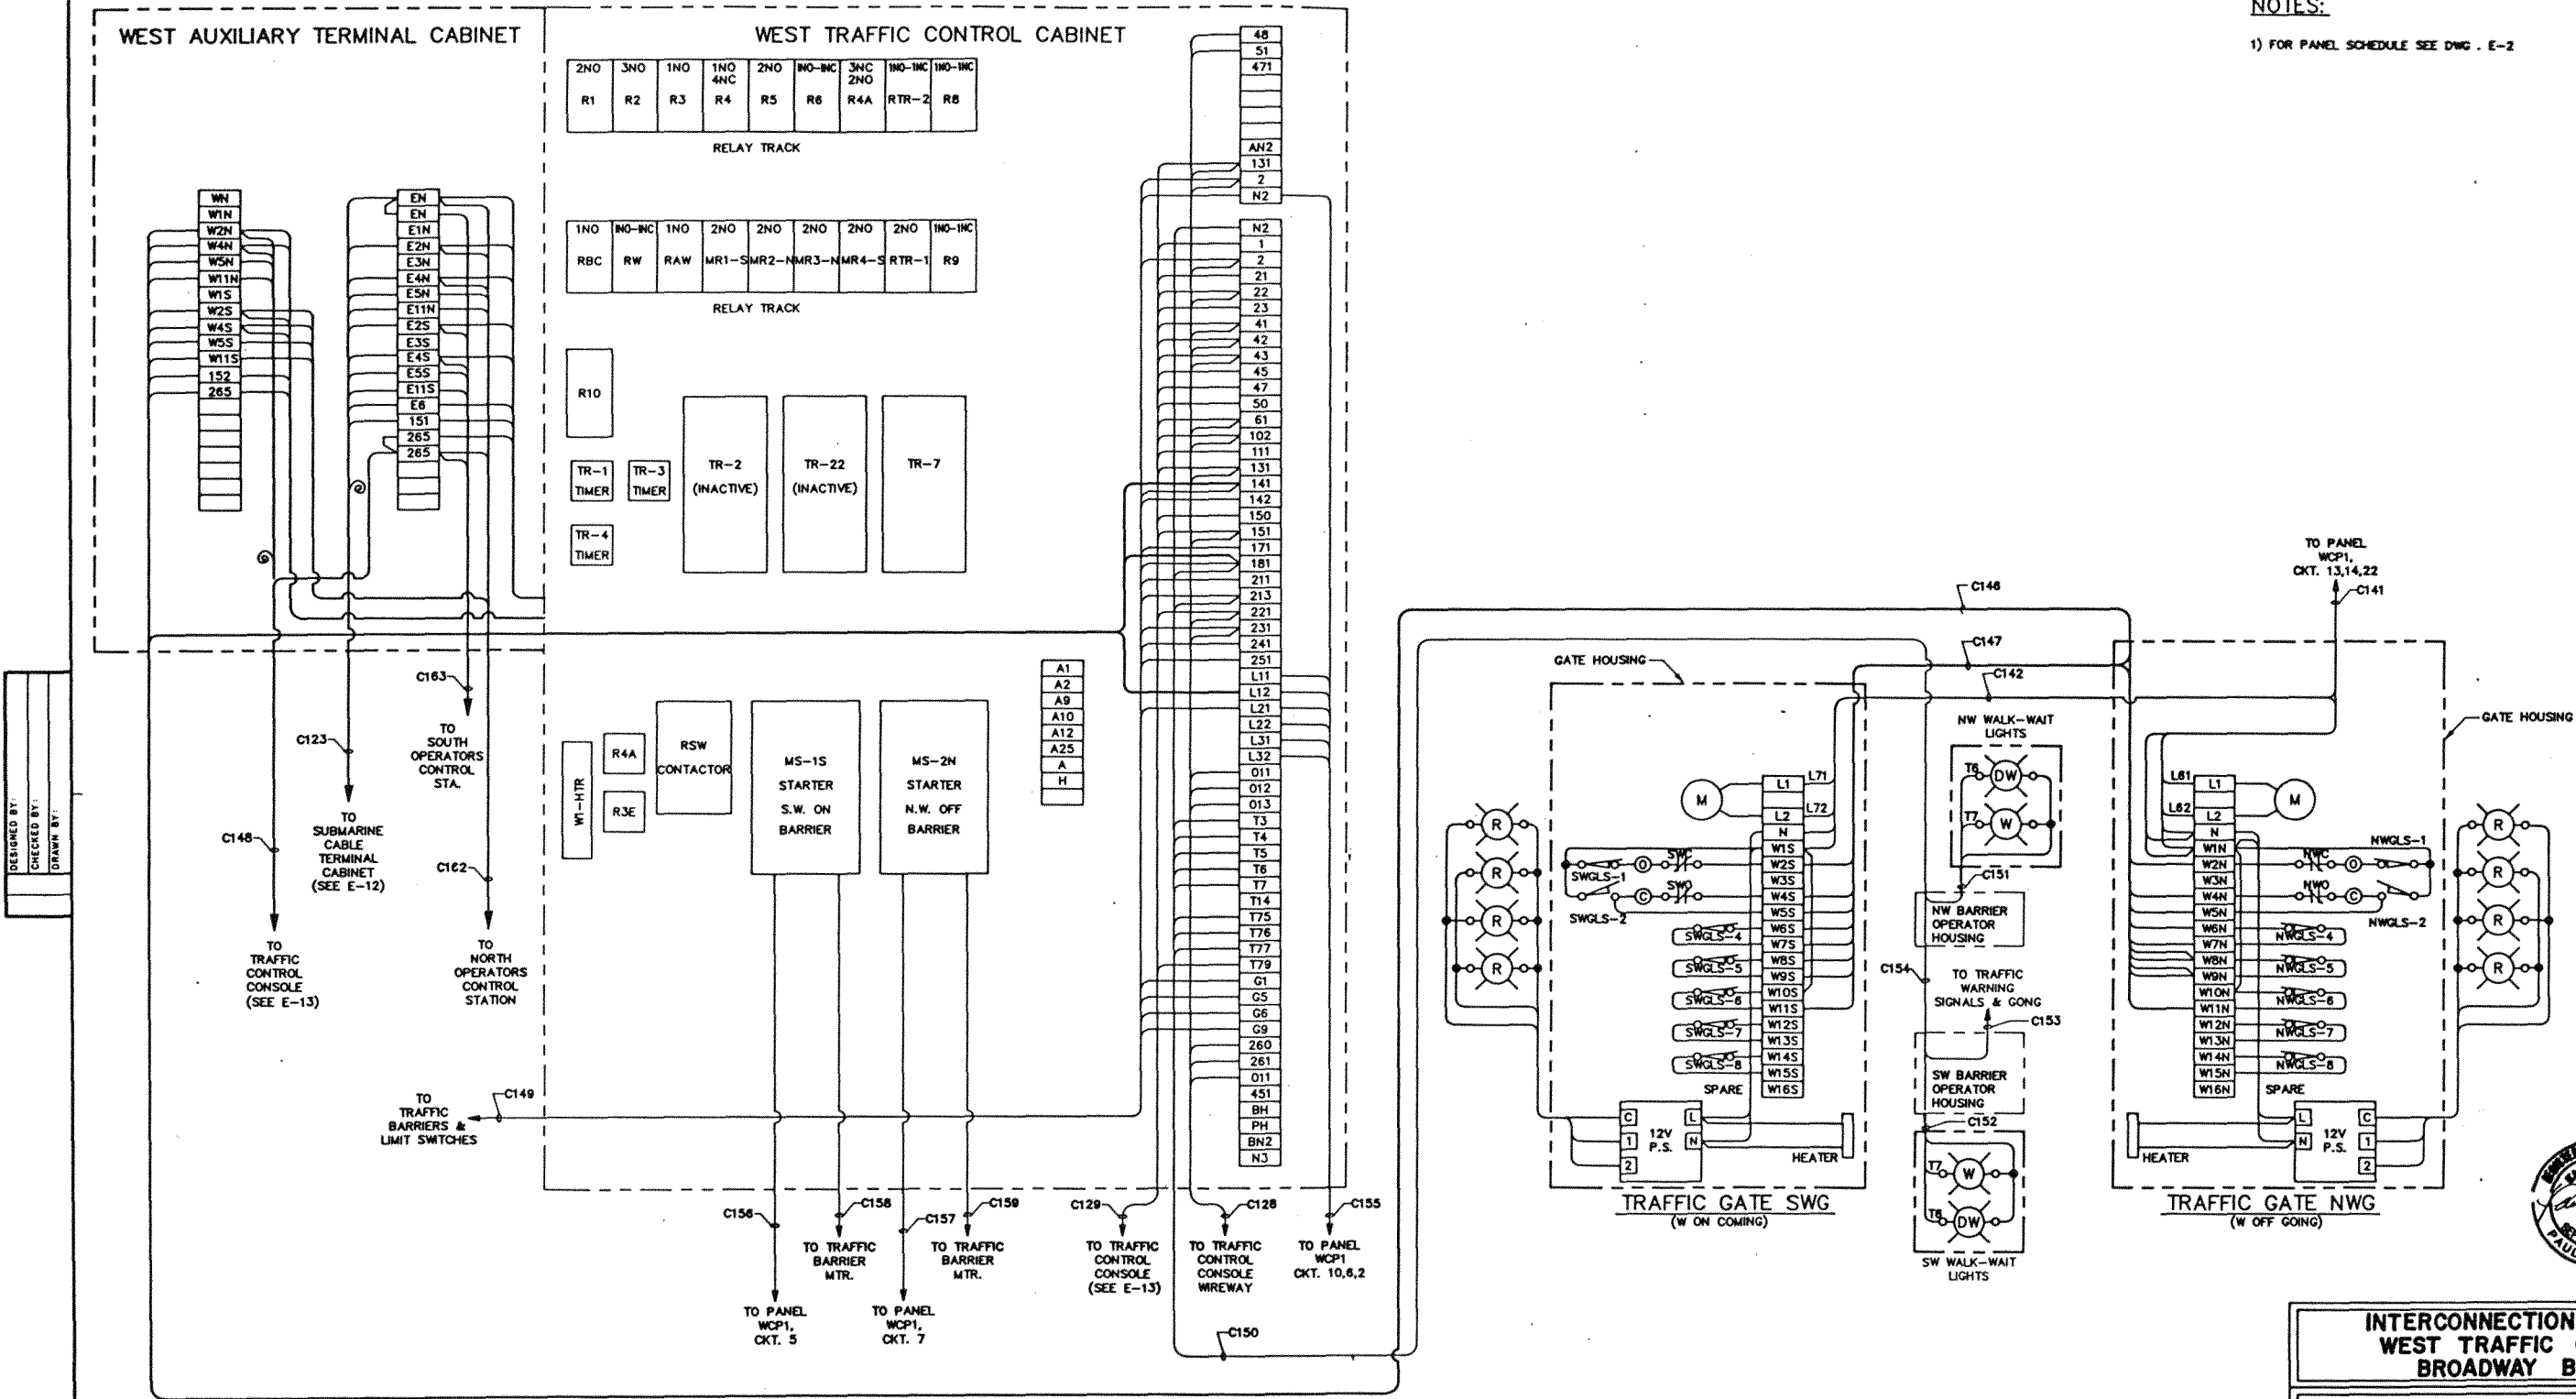 NOTES:
1) FOR PANEL SCHEDULE SEE DWG . E-2
WEST AUXILIARY TERMINAL CABINET
WN
W1N
W2N
W4N
W5N
W11N
W1S
W2S
W4S
W5S
W11S
152
265
EN
EN
E1N
E2N
E3N
E4N
E5N
E11N
E2S
E3S
E4S
E5S
E11S
E6
151
265
265
WEST TRAFFIC CONTROL CABINET
2NO 3NO 1NO 1NO 4NC 2NO 1NO-1NC 3NC 2NO 1NO-1NC 1NO-1NC
R1 R2 R3 R4 R5 R6 R4A RTR-2 R8
RELAY TRACK
1NO 1NO-1NC 1NO 2NO 2NO 2NO 2NO 2NO 1NO-1NC
RBC RW RAW MR1-S MR2-N MR3-N MR4-S RTR-1 R9
RELAY TRACK
R10
TR-1
TIMER
TR-3
TIMER
TR-4
TIMER
TR-2
(INACTIVE)
TR-22
(INACTIVE)
TR-7
W1-HTR
R4A
R3E
RSW
CONTACTOR
MS-1S
STARTER
S.W. ON
BARRIER
MS-2N
STARTER
N.W. OFF
BARRIER
A1
A2
A9
A10
A12
A25
A
H
48
51
471
AN2
131
2
N2
N2
1
2
21
22
23
41
42
43
45
47
50
61
102
111
131
141
142
150
151
171
181
211
213
221
231
241
251
L11
L12
L21
L22
L31
L32
011
012
013
T3
T4
T5
T6
T7
T14
T75
T76
T77
T79
G1
G5
G6
G9
260
261
011
451
BH
PH
BN2
N3
C163
TO
SOUTH
OPERATORS
CONTROL
STA.
C123
TO
SUBMARINE
CABLE
TERMINAL
CABINET
(SEE E-12)
C148
TO
TRAFFIC
CONTROL
CONSOLE
(SEE E-13)
C162
TO
NORTH
OPERATORS
CONTROL
STATION
C149
TO
TRAFFIC
BARRIERS &
LIMIT SWITCHES
C156
TO PANEL
WCP1,
CKT. 5
C158
TO TRAFFIC
BARRIER
MTR.
C157
TO PANEL
WCP1,
CKT. 7
C159
TO TRAFFIC
BARRIER
MTR.
C129
TO TRAFFIC
CONTROL
CONSOLE
(SEE E-13)
C128
TO TRAFFIC
CONTROL
CONSOLE
WIREWAY
C155
TO PANEL
WCP1
CKT. 10,6,2
C150
C146
C147
C142
TO PANEL
WCP1,
CKT. 13,14,22
C141
GATE HOUSING
R
R
R
R
M
L71
L72
L1
L2
N
W1S
W2S
W3S
W4S
W5S
W6S
W7S
W8S
W9S
W10S
W11S
W12S
W13S
W14S
W15S
W16S
SWC
O
SWGLS-1
SWO
C
SWGLS-2
SWGLS-4
SWGLS-5
SWGLS-6
SWGLS-7
SWGLS-8
SPARE
C
1
2
12V
P.S.
L
N
HEATER
TRAFFIC GATE SWG
(W ON COMING)
NW WALK-WAIT
LIGHTS
T6
DW
T7
W
C151
NW BARRIER
OPERATOR
HOUSING
C154
TO TRAFFIC
WARNING
SIGNALS & GONG
C153
SW BARRIER
OPERATOR
HOUSING
C152
T7
W
T6
DW
SW WALK-WAIT
LIGHTS
GATE HOUSING
L61
L62
L1
L2
N
W1N
W2N
W3N
W4N
W5N
W6N
W7N
W8N
W9N
W10N
W11N
W12N
W13N
W14N
W15N
W16N
M
NWGLS-1
NWC
O
NWO
C
NWGLS-2
NWGLS-4
NWGLS-5
NWGLS-6
NWGLS-7
NWGLS-8
SPARE
R
R
R
R
L
N
12V
P.S.
C
1
2
HEATER
TRAFFIC GATE NWG
(W OFF GOING)
DESIGNED BY:
CHECKED BY:
DRAWN BY:
PAUL
INTERCONNECTION
WEST TRAFFIC
BROADWAY B